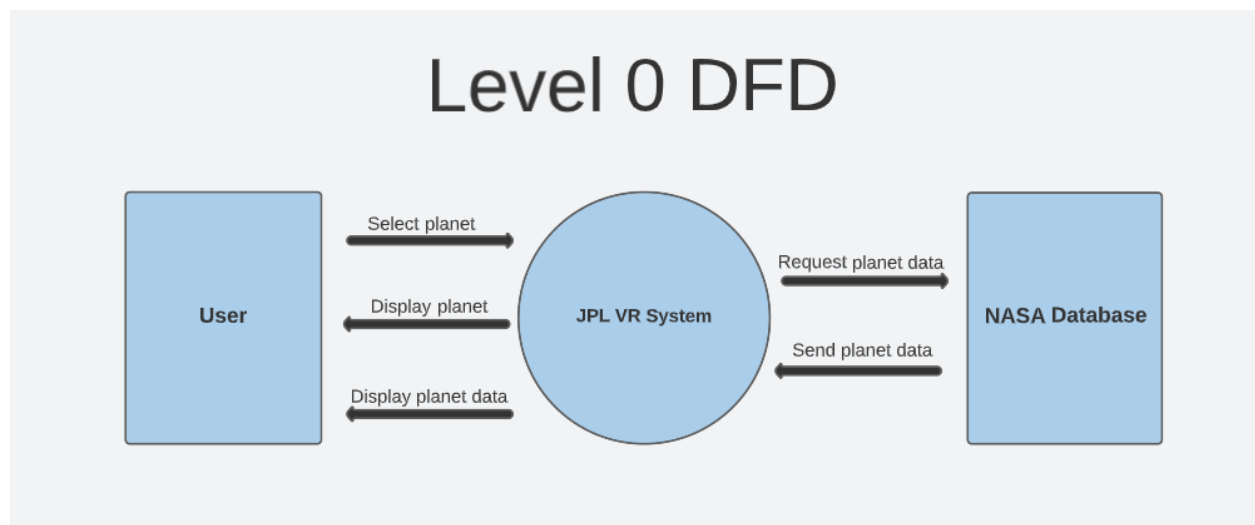 Level 0 DFD
Select planet
Request planet data
Display planet
User
JPL VR System
NASA Database
Send planet data
Display planet data